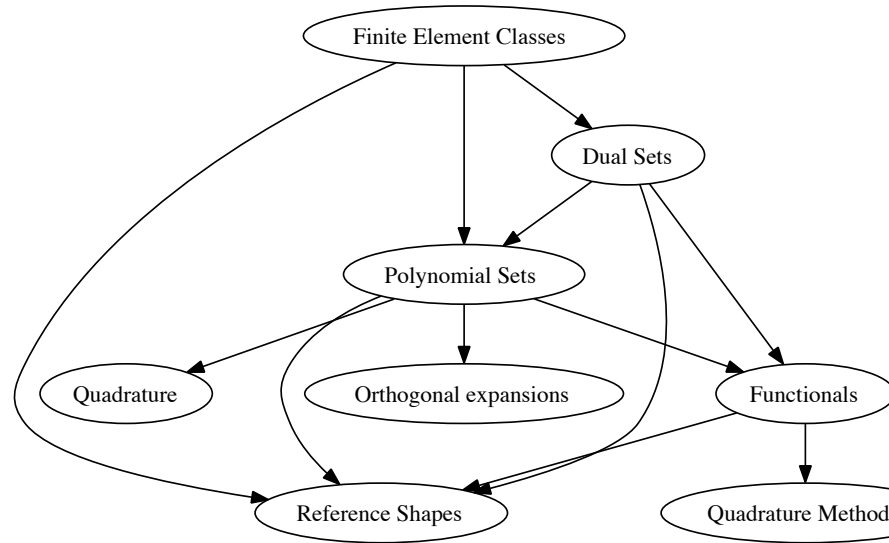 Finite Element Classes
Dual Sets
Polynomial Sets
Quadrature
Orthogonal expansions
Functionals
Reference Shapes
Quadrature Method